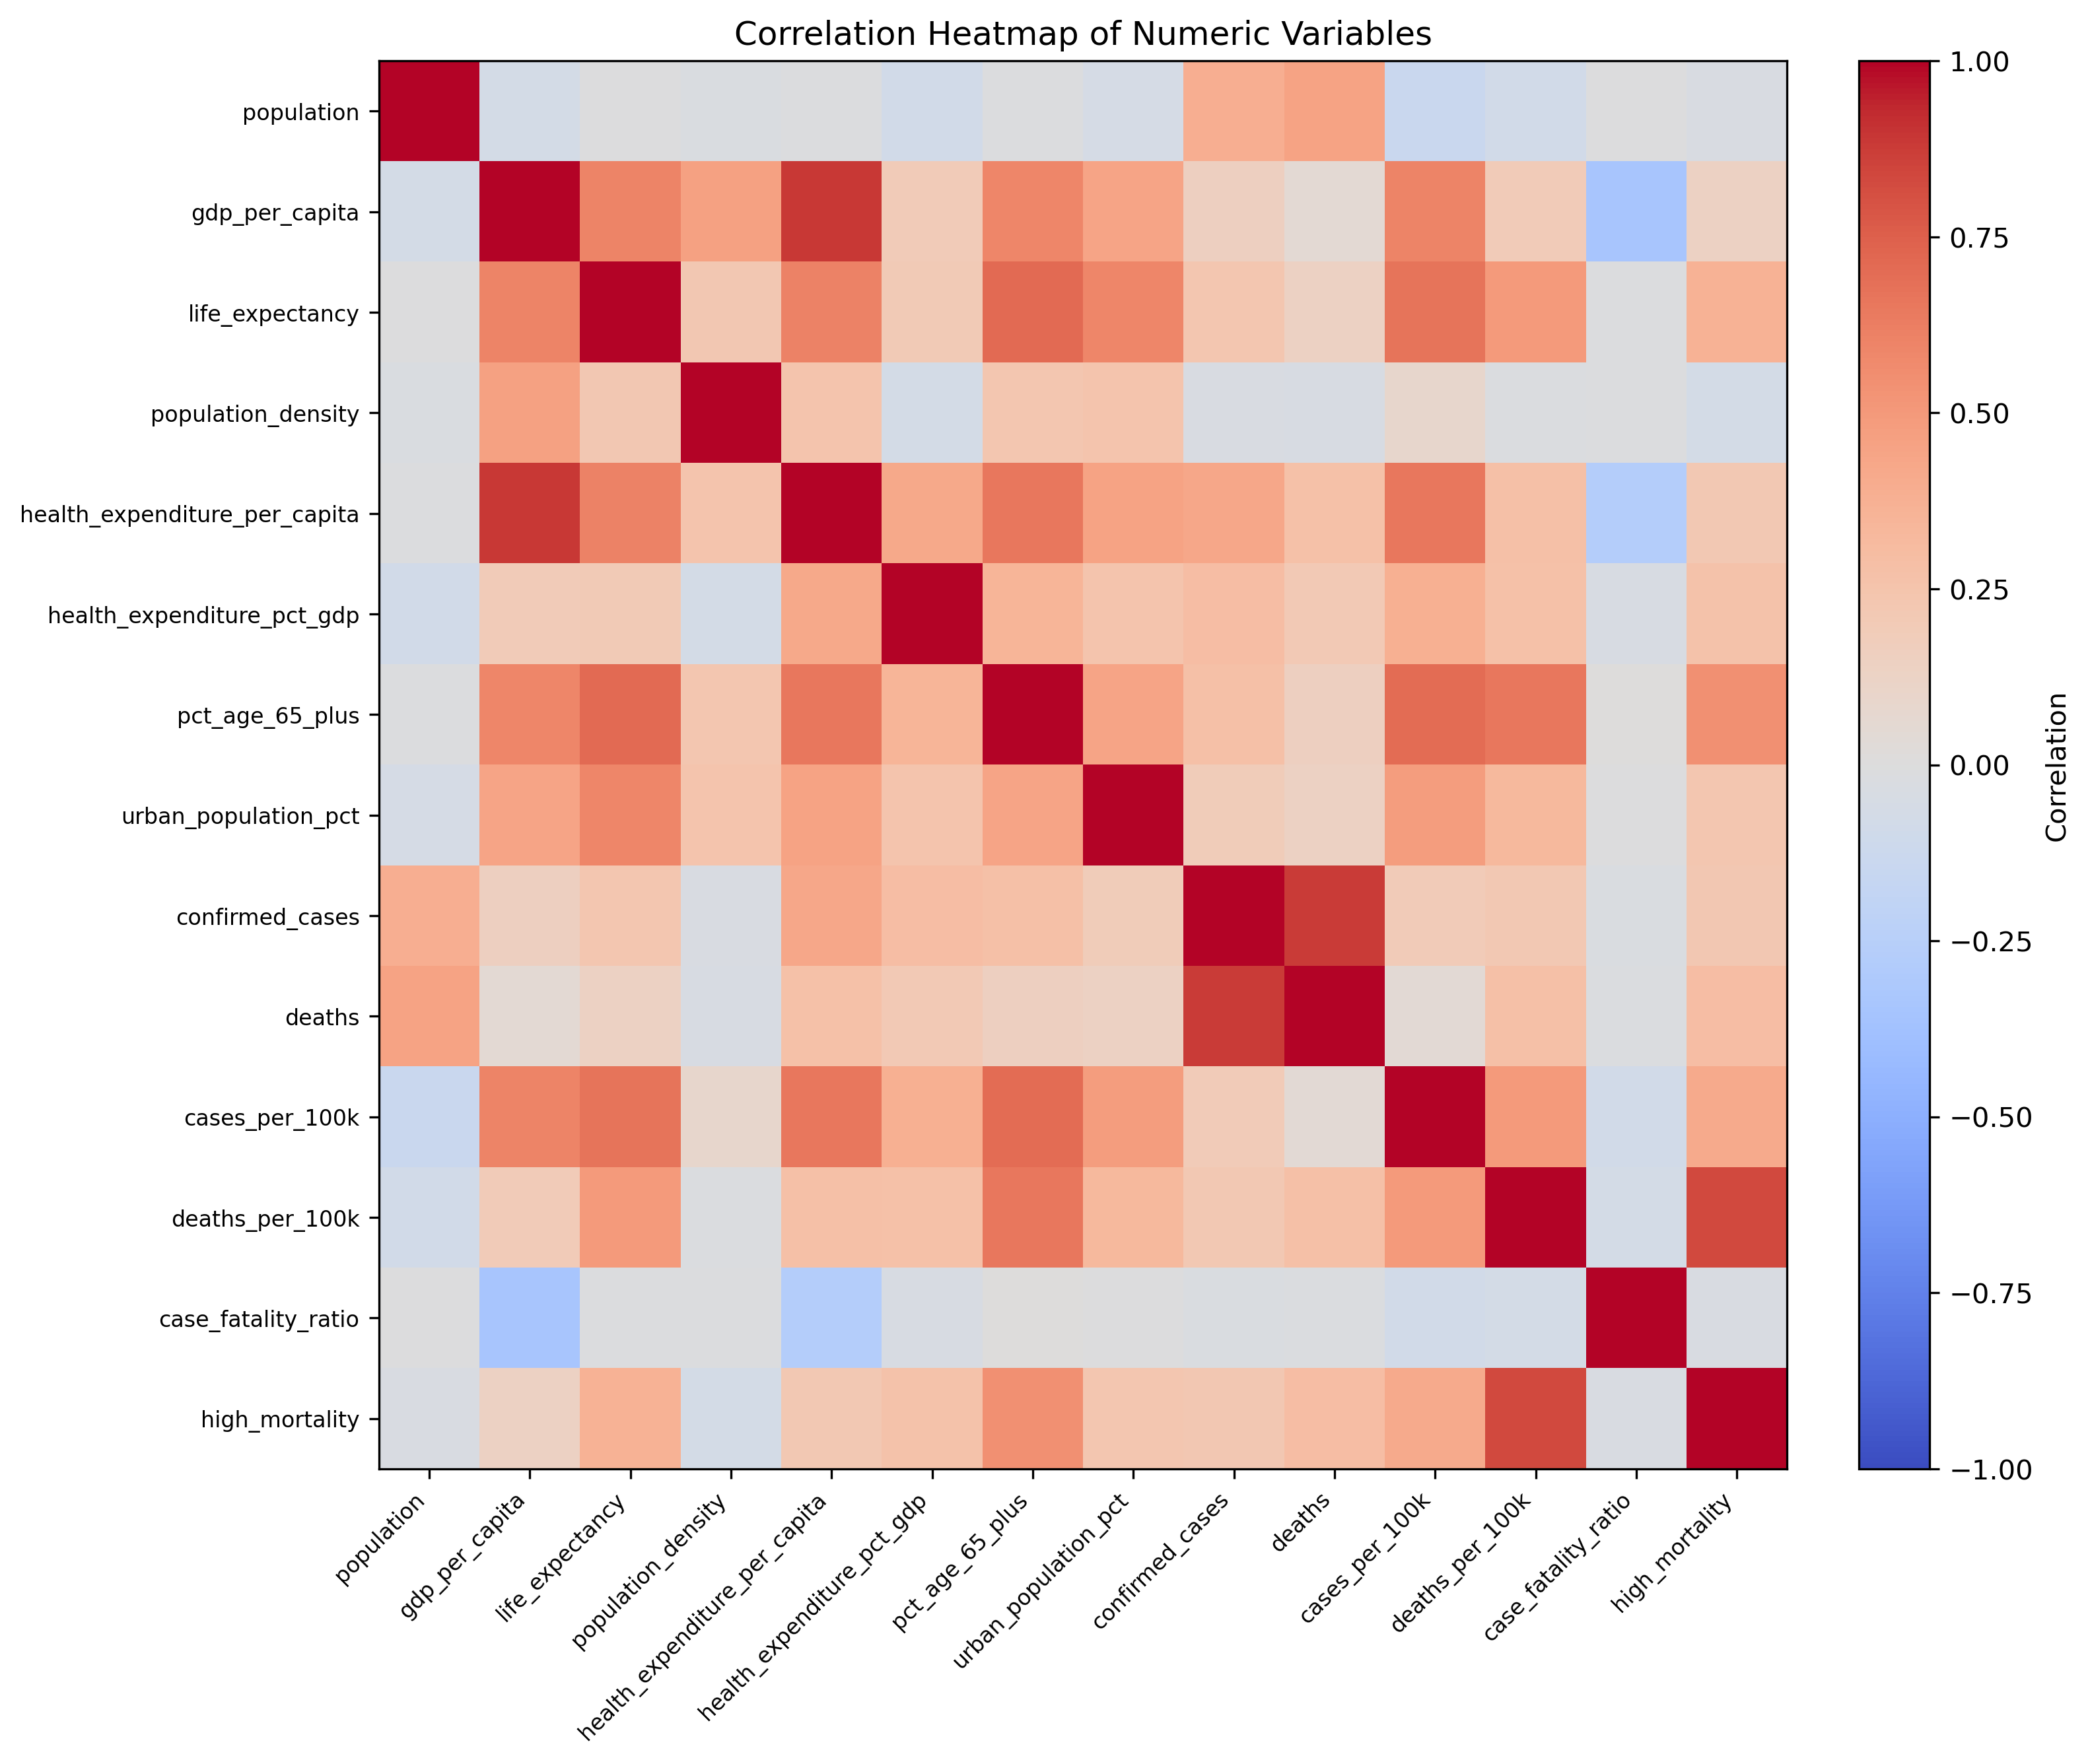 Correlation Heatmap of Numeric Variables
population
gdp_per_capita
life_expectancy
population_density
health_expenditure_per_capita
health_expenditure_pct_gdp
pct_age_65_plus
urban_population_pct
confirmed_cases
deaths
cases_per_100k
deaths_per_100k
case_fatality_ratio
high_mortality
population
gdp_per_capita
life_expectancy
population_density
health_expenditure_per_capita
health_expenditure_pct_gdp
pct_age_65_plus
urban_population_pct
confirmed_cases
deaths
cases_per_100k
deaths_per_100k
case_fatality_ratio
high_mortality
1.00
0.75
0.50
0.25
0.00
−0.25
−0.50
−0.75
−1.00
Correlation